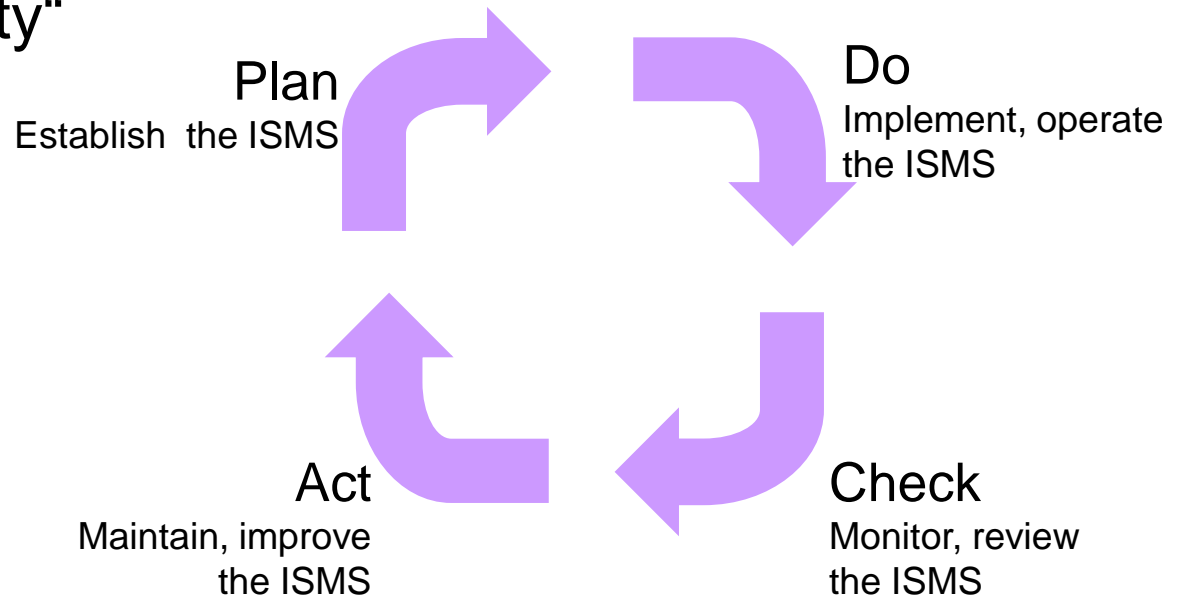 ty"
Plan
Establish the ISMS
Do
Implement, operate
the ISMS
Act
Maintain, improve
the ISMS
Check
Monitor, review
the ISMS